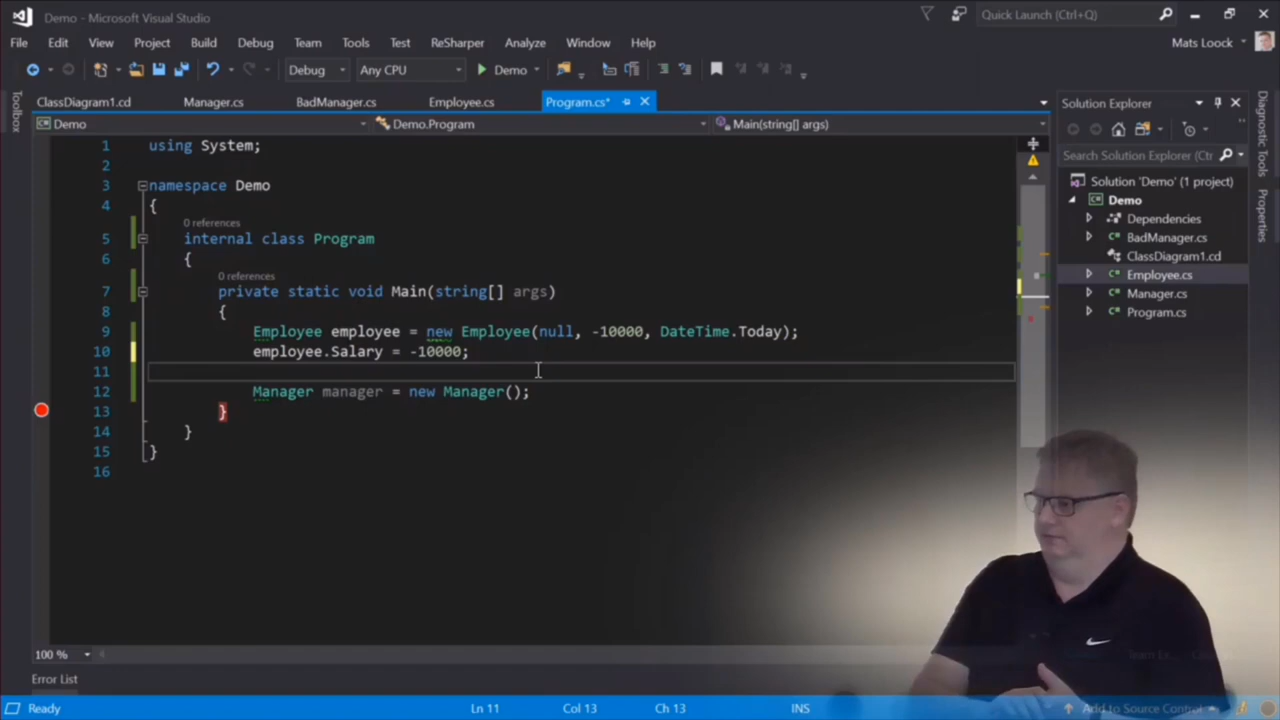 Demo - Microsoft Visual Studio
Quick Launch (Ctrl+Q)
File Edit View Project Build Debug Team Tools Test ReSharper Analyze Window Help
Mats Loock
Debug Any CPU Demo
Toolbox
ClassDiagram1.cd Manager.cs BadManager.cs Employee.cs Program.cs*
Demo Demo.Program Main(string[] args)
1 using System;
2
3 namespace Demo
4 {
0 references
5 internal class Program
6 {
0 references
7 private static void Main(string[] args)
8 {
9 Employee employee = new Employee(null, -10000, DateTime.Today);
10 employee.Salary = -10000;
11
12 Manager manager = new Manager();
13 }
14 }
15 }
16
100 %
Error List
Ready Ln 11 Col 13 Ch 13 INS Add to Source Control
Solution Explorer
Search Solution Explorer (Ctr
Solution 'Demo' (1 project)
Demo
Dependencies
BadManager.cs
ClassDiagram1.cd
Employee.cs
Manager.cs
Program.cs
Diagnostic Tools
Properties